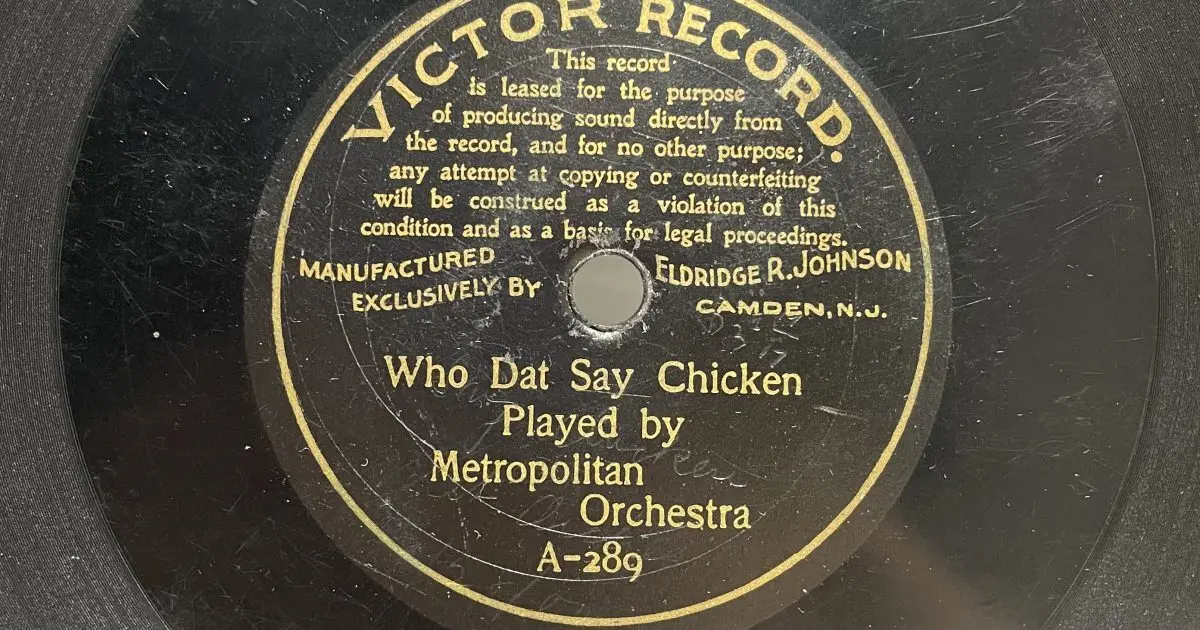 VICTOR RECORD.
This record
is leased for the purpose
of producing sound directly from
the record, and for no other purpose;
any attempt at copying or counterfeiting
will be construed as a violation of this
condition and as a basis for legal proceedings.
MANUFACTURED
EXCLUSIVELY BY
ELDRIDGE R. JOHNSON
CAMDEN, N.J.
Who Dat Say Chicken
Played by
Metropolitan
Orchestra
A-289